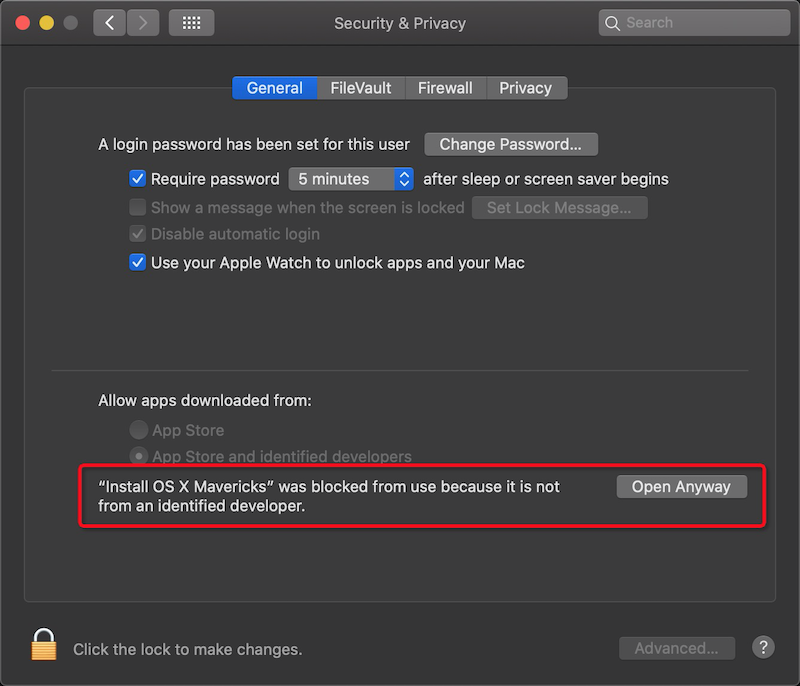 Security & Privacy
Search
General
FileVault
Firewall
Privacy
A login password has been set for this user
Change Password...
Require password
5 minutes
after sleep or screen saver begins
Show a message when the screen is locked
Set Lock Message...
Disable automatic login
Use your Apple Watch to unlock apps and your Mac
Allow apps downloaded from:
App Store
App Store and identified developers
“Install OS X Mavericks” was blocked from use because it is not
from an identified developer.
Open Anyway
Click the lock to make changes.
Advanced...
?